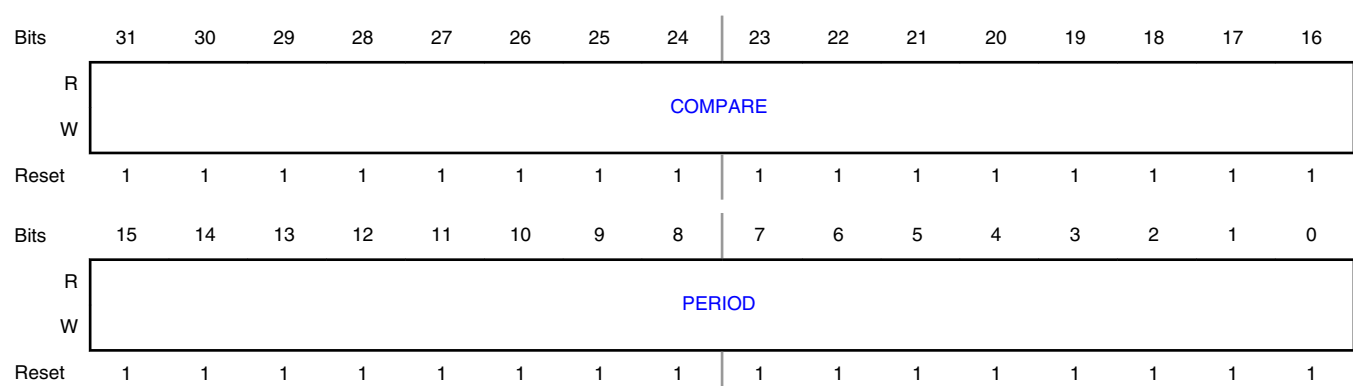 Bits 31 30 29 28 27 26 25 24 23 22 21 20 19 18 17 16
R
COMPARE
W
Reset 1 1 1 1 1 1 1 1 1 1 1 1 1 1 1 1
Bits 15 14 13 12 11 10 9 8 7 6 5 4 3 2 1 0
R
PERIOD
W
Reset 1 1 1 1 1 1 1 1 1 1 1 1 1 1 1 1